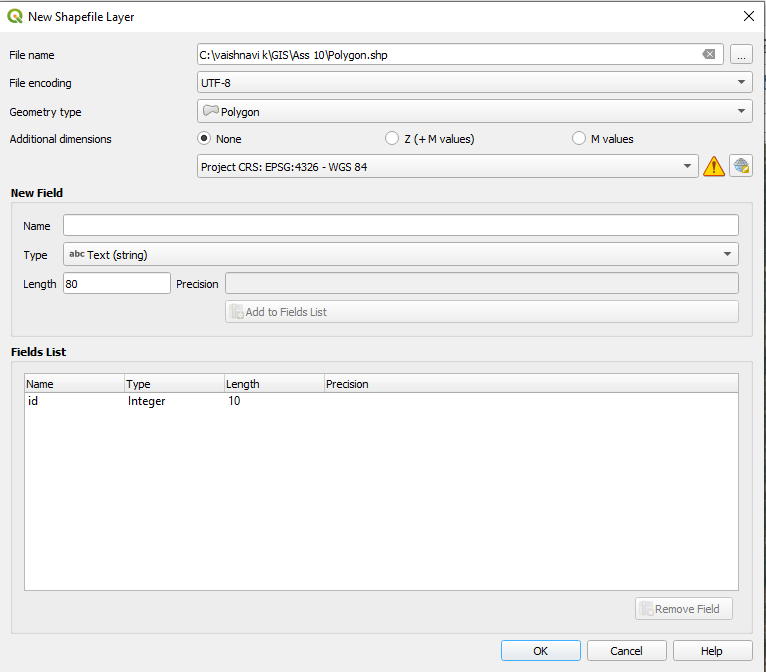 New Shapefile Layer
File name C:\vaishnavi k\GIS\Ass 10\Polygon.shp ...
File encoding UTF-8
Geometry type Polygon
Additional dimensions None Z (+ M values) M values
Project CRS: EPSG:4326 - WGS 84
New Field
Name
Type abc Text (string)
Length 80 Precision
Add to Fields List
Fields List
Name Type Length Precision
id Integer 10
Remove Field
OK Cancel Help